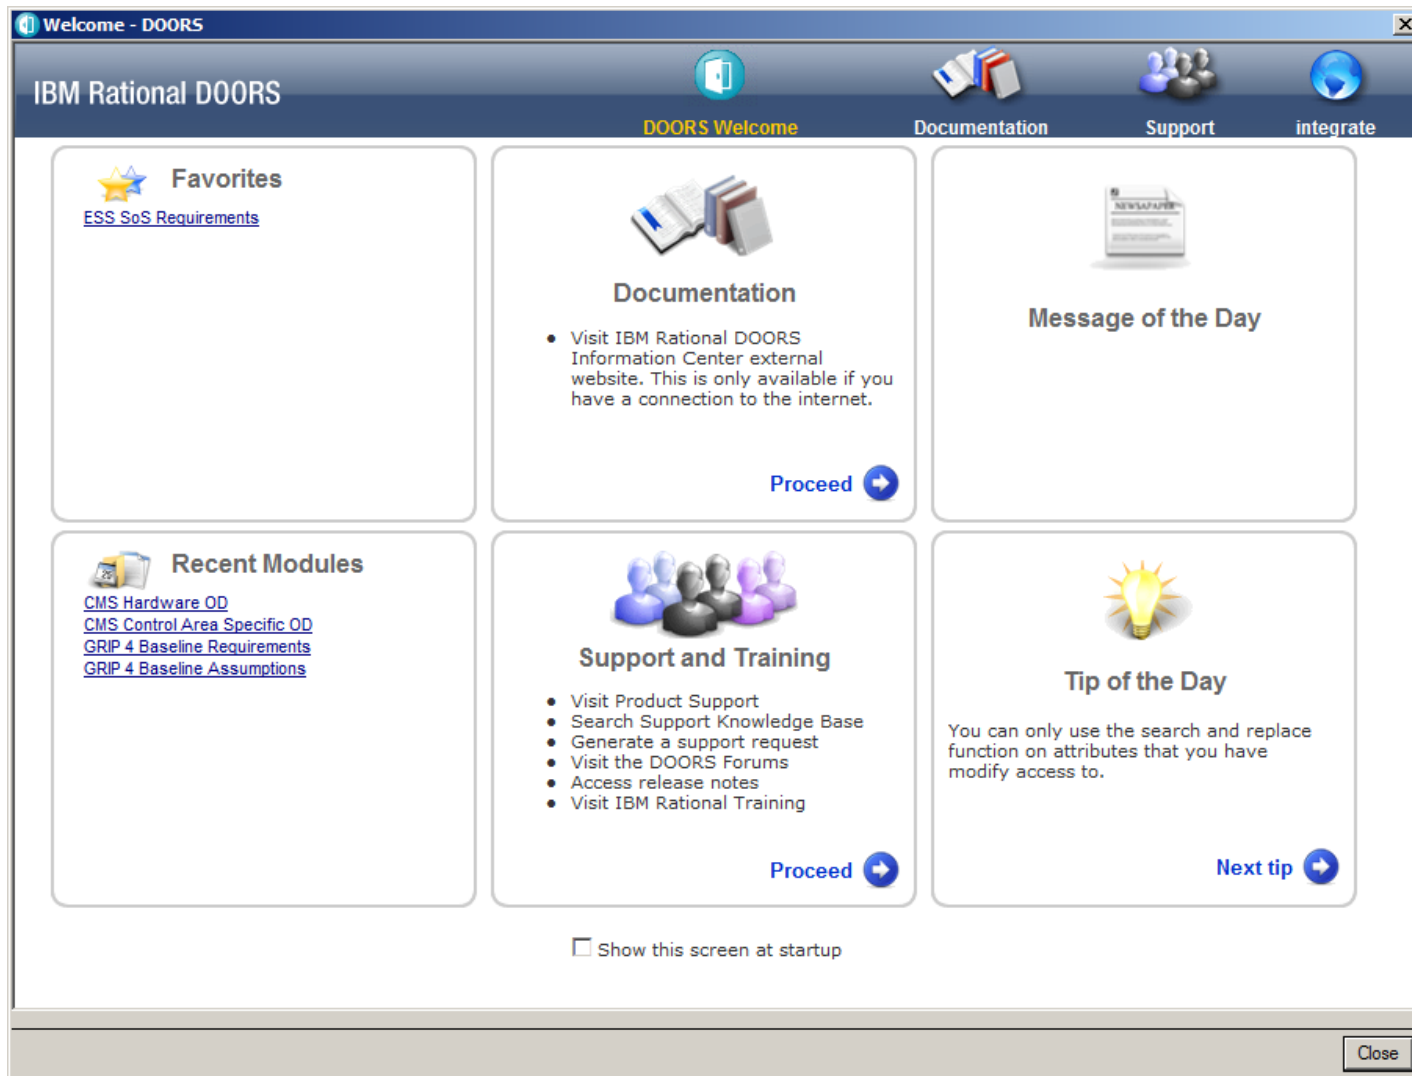 Welcome - DOORS
IBM Rational DOORS
DOORS Welcome
Documentation
Support
integrate
Favorites
ESS SoS Requirements
Documentation
Visit IBM Rational DOORS
Information Center external
website. This is only available if you
have a connection to the internet.
Proceed
NEWSAPAPER
Message of the Day
Recent Modules
CMS Hardware OD
CMS Control Area Specific OD
GRIP 4 Baseline Requirements
GRIP 4 Baseline Assumptions
Support and Training
Visit Product Support
Search Support Knowledge Base
Generate a support request
Visit the DOORS Forums
Access release notes
Visit IBM Rational Training
Proceed
Tip of the Day
You can only use the search and replace
function on attributes that you have
modify access to.
Next tip
Show this screen at startup
Close